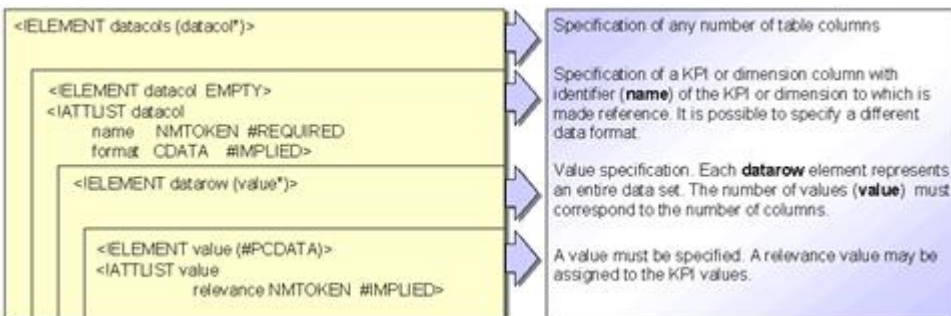 <!ELEMENT datacols (datacol*)>
<!ELEMENT datacol EMPTY>
<!ATTLIST datacol
name NMTOKEN #REQUIRED
format CDATA #IMPLIED>
<!ELEMENT datarow (value*)>
<!ELEMENT value (#PCDATA)>
<!ATTLIST value
relevance NMTOKEN #IMPLIED>
Specification of any number of table columns
Specification of a KPI or dimension column with
identifier (name) of the KPI or dimension to which is
made reference. It is possible to specify a different
data format.
Value specification. Each datarow element represents
an entire data set. The number of values (value) must
correspond to the number of columns.
A value must be specified. A relevance value may be
assigned to the KPI values.